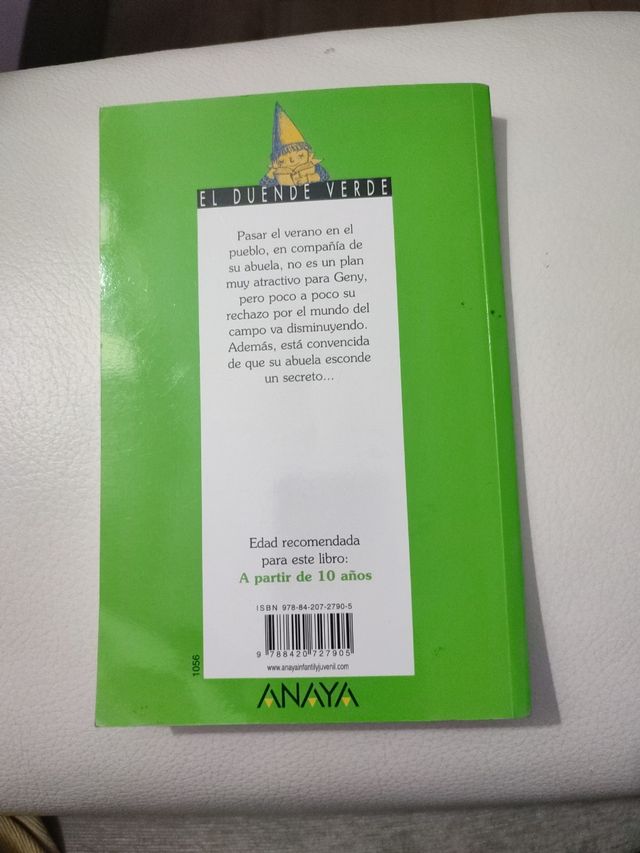 EL DUENDE VERDE
Pasar el verano en el
pueblo, en compañía de
su abuela, no es un plan
muy atractivo para Geny,
pero poco a poco su
rechazo por el mundo del
campo va disminuyendo.
Además, está convencida
de que su abuela esconde
un secreto...
Edad recomendada
para este libro:
A partir de 10 años
ISBN 978-84-207-2790-5
9 788420 727905
www.anayainfantilyjuvenil.com
1056
ANAYA